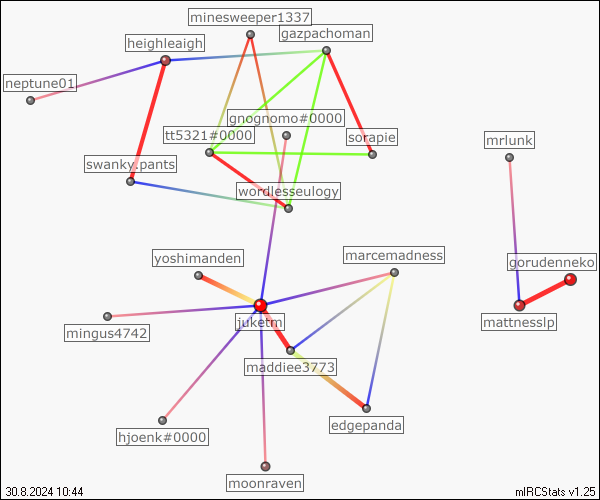 minesweeper1337
gazpachoman
heighleaigh
neptune01
gnognomo#0000
tt5321#0000
sorapie
mrlunk
swanky.pants
wordlesseulogy
yoshimanden
marcemadness
gorudenneko
juketm
mingus4742
mattnesslp
maddiee3773
edgepanda
hjoenk#0000
moonraven
30.8.2024 10:44
mIRCStats v1.25